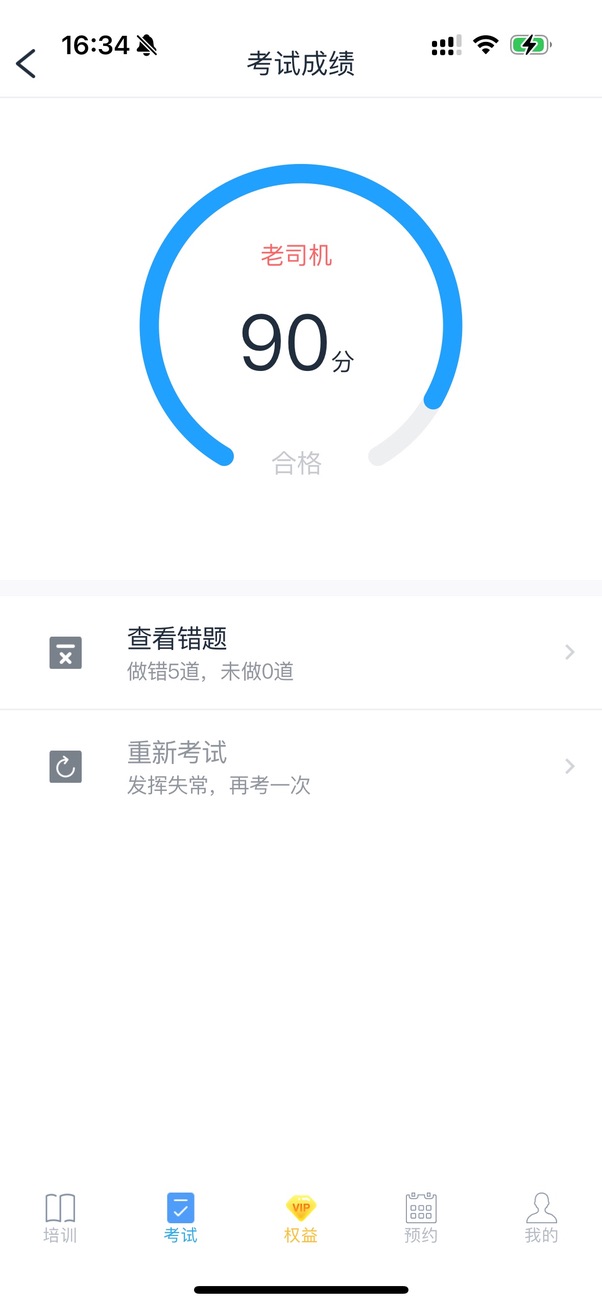 16:34
考试成绩
老司机
90分
合格
查看错题
做错5道，未做0道
重新考试
发挥失常，再考一次
VIP
培训
考试
权益
预约
我的